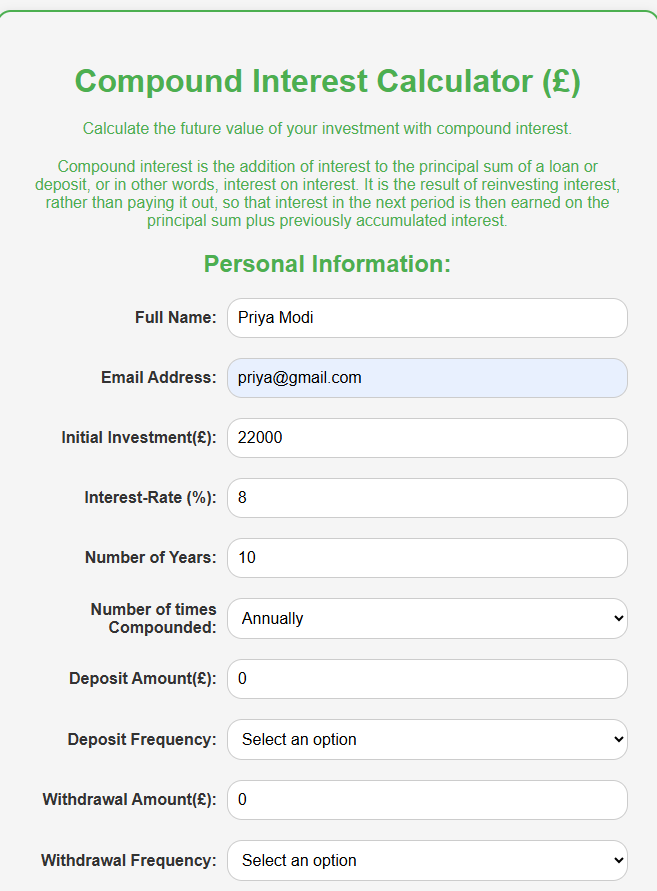 Compound Interest Calculator (£)
Calculate the future value of your investment with compound interest.
Compound interest is the addition of interest to the principal sum of a loan or
deposit, or in other words, interest on interest. It is the result of reinvesting interest,
rather than paying it out, so that interest in the next period is then earned on the
principal sum plus previously accumulated interest.
Personal Information:
Full Name: Priya Modi
Email Address: priya@gmail.com
Initial Investment(£): 22000
Interest-Rate (%): 8
Number of Years: 10
Number of times
Compounded: Annually
Deposit Amount(£): 0
Deposit Frequency: Select an option
Withdrawal Amount(£): 0
Withdrawal Frequency: Select an option